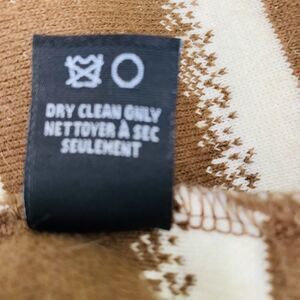 DRY CLEAN ONLY
NETTOYER À SEC
SEULEMENT